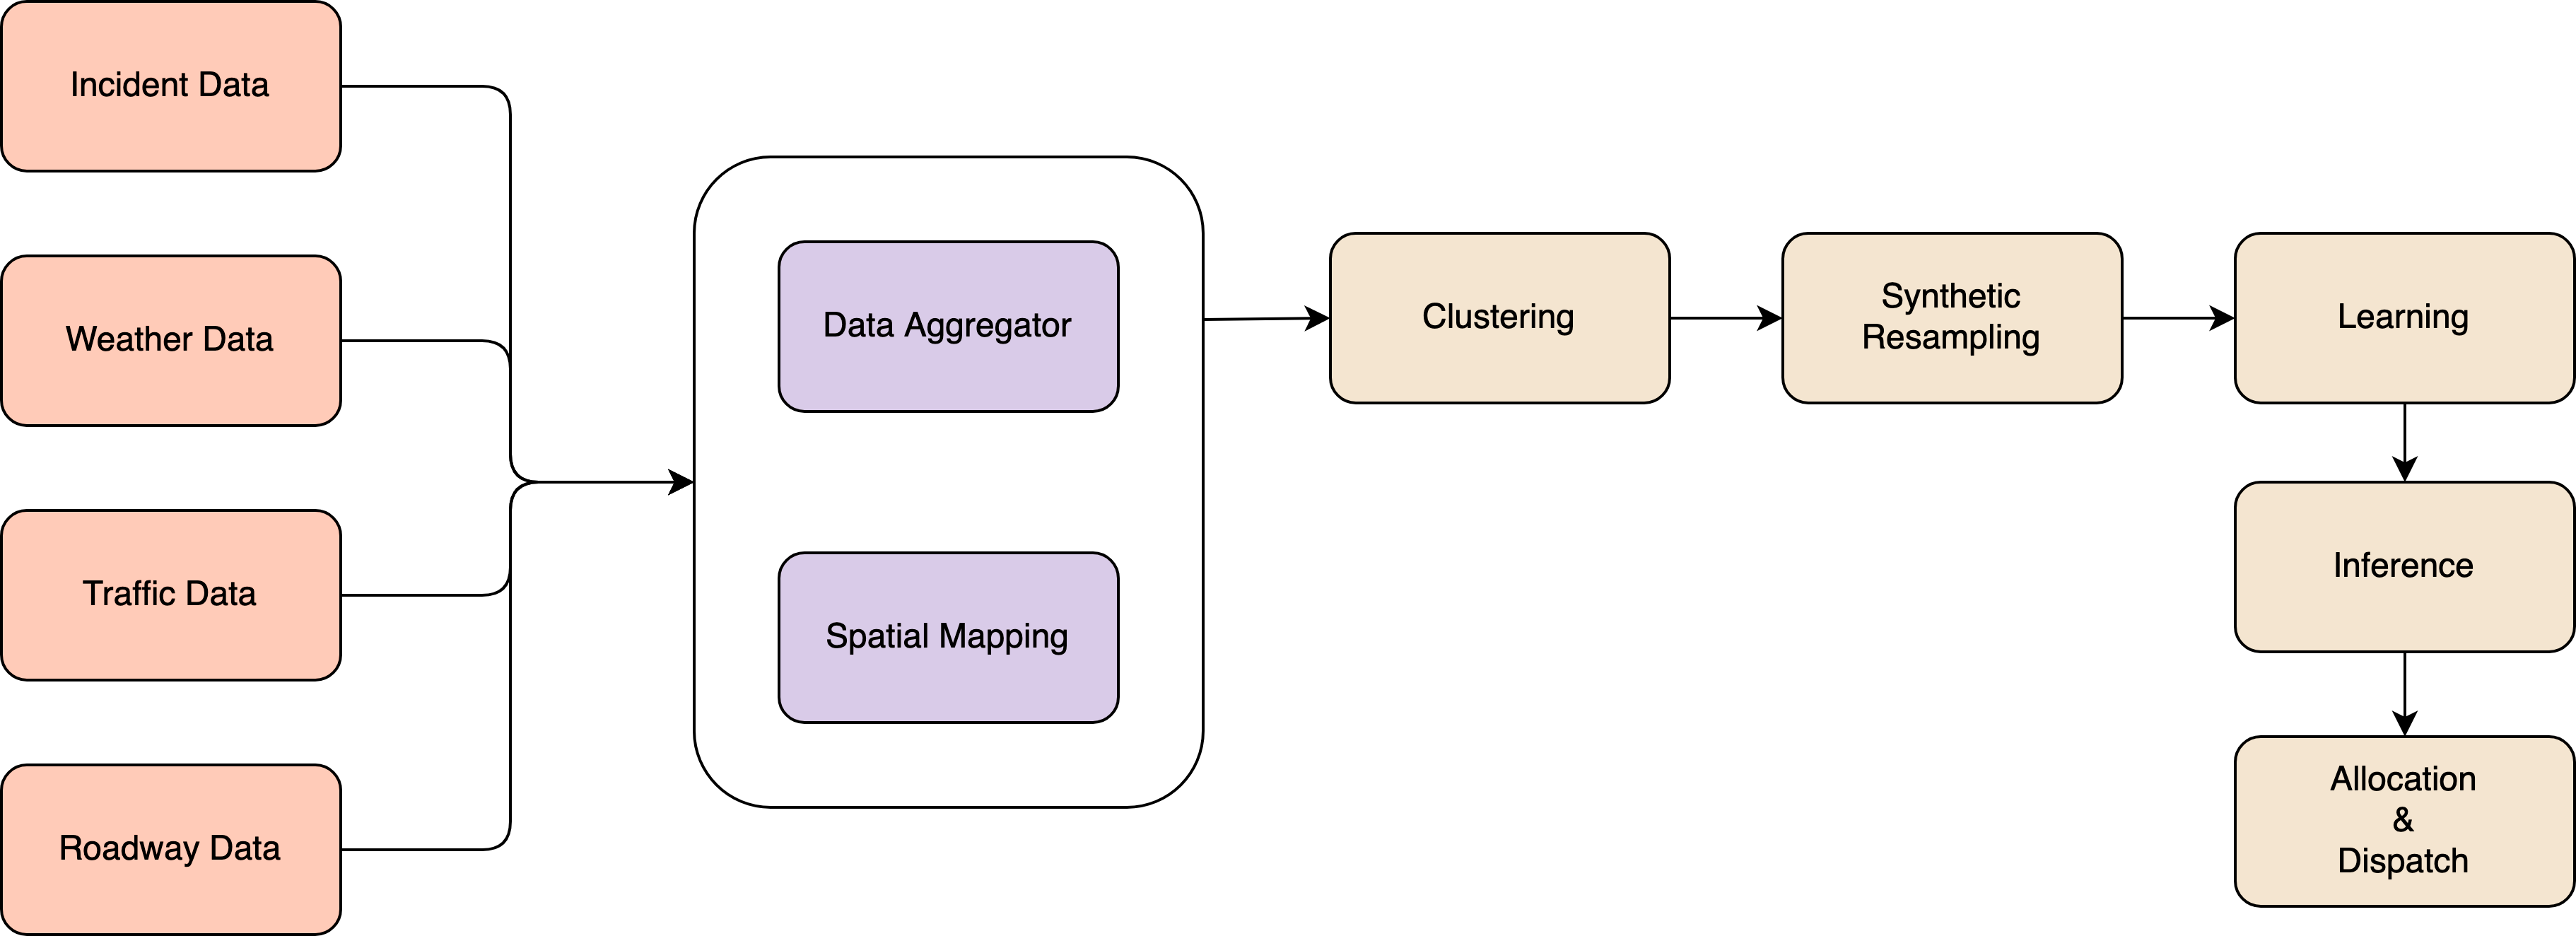 Incident Data
Weather Data
Traffic Data
Roadway Data
Data Aggregator
Spatial Mapping
Clustering
Synthetic
Resampling
Learning
Inference
Allocation
&
Dispatch